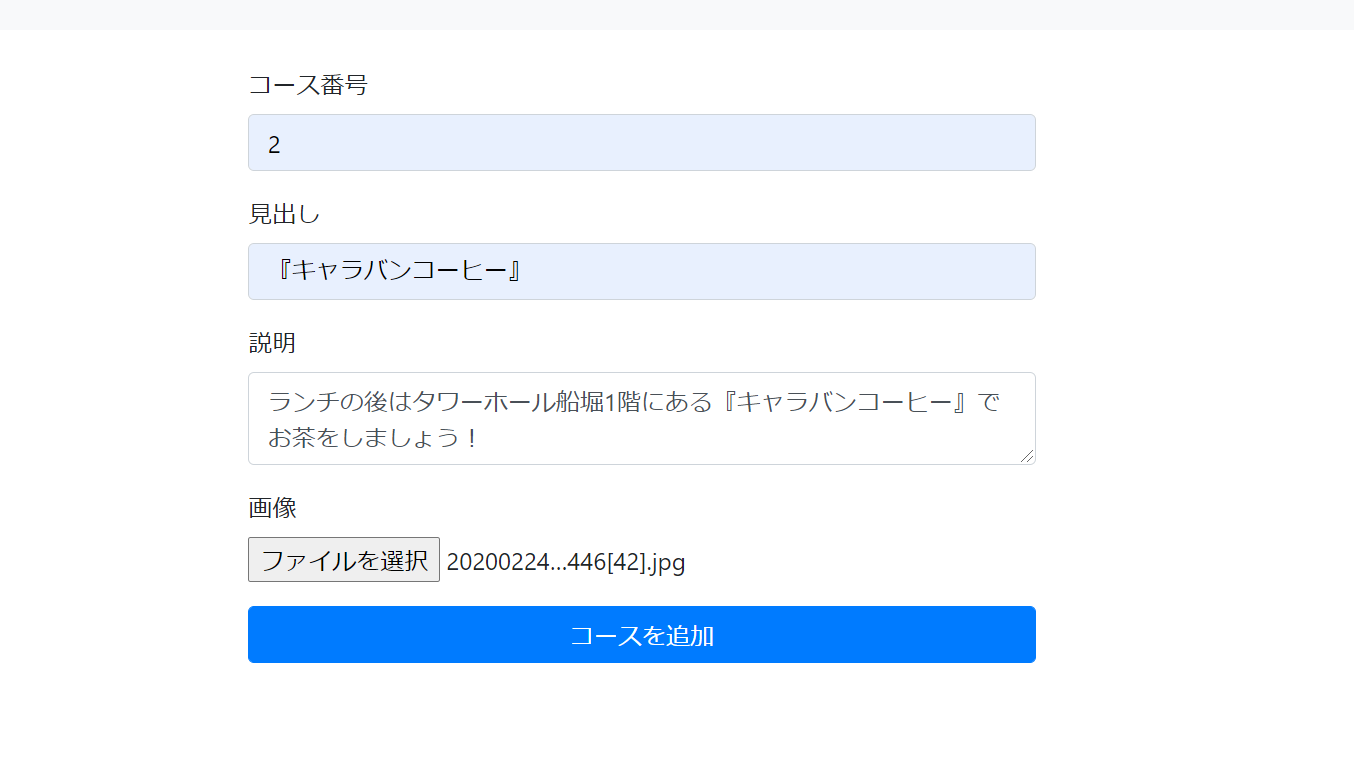 コース番号
2
見出し
『キャラバンコーヒー』
説明
ランチの後はタワーホール船堀1階にある『キャラバンコーヒー』で
お茶をしましょう！
画像
ファイルを選択 20200224...446[42].jpg
コースを追加